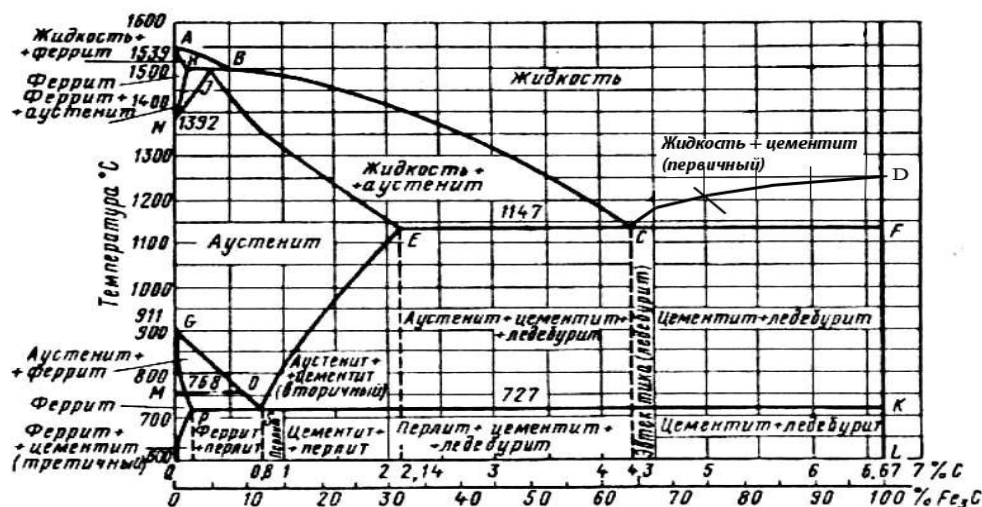 Температура °C
1600
1539
1500
1400
1392
1300
1200
1100
1000
911
900
800
768
700
600
Жидкость+
+феррит
Феррит
Феррит+
+аустенит
A
B
J
Жидкость
Жидкость+
+аустенит
Жидкость + цементит
(первичный)
D
1147
E
C
F
Аустенит
G
Аустенит+
+феррит
M
O
Аустенит+
+цементит
(вторичный)
Аустенит+цементит+
+ледебурит
Эвтектика (ледебурит)
Цементит+ледебурит
727
K
Феррит
P
Феррит+
+цементит
(третичный)
Феррит
+перлит
Перлит
Цементит+
+перлит
Перлит+цементит+
+ледебурит
Цементит+ледебурит
L
0 0,8 1 2 2,14 3 4 4,3 5 6 6,67 7 % C
0 10 20 30 40 50 60 70 80 90 100
% Fe₃C